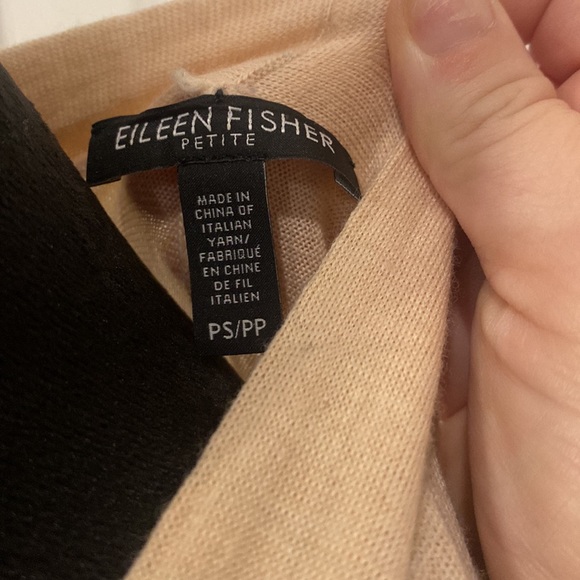 EILEEN FISHER
PETITE
MADE IN
CHINA OF
ITALIAN
YARN/
FABRIQUÉ
EN CHINE
DE FIL
ITALIEN
PS/PP